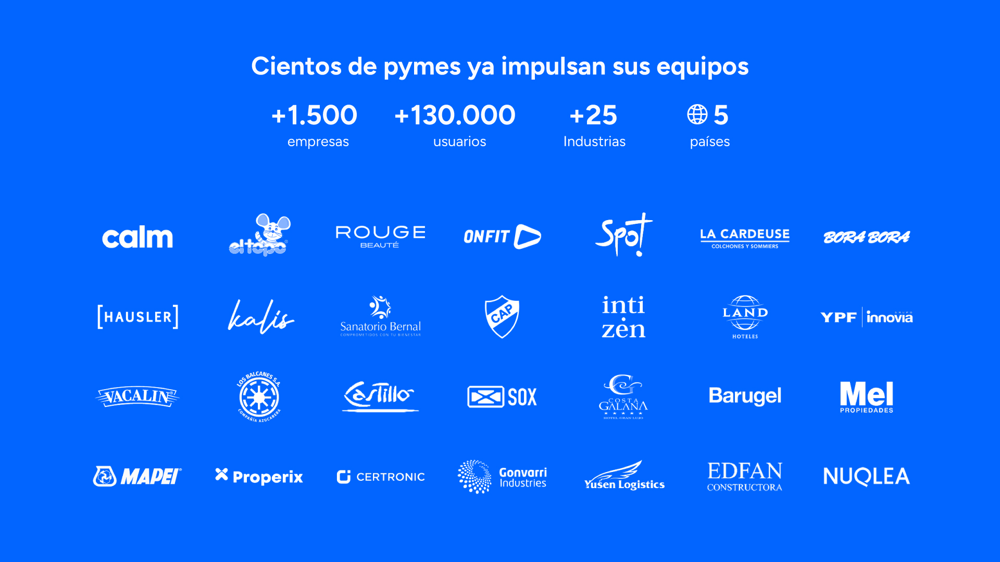 Cientos de pymes ya impulsan sus equipos
+1.500 +130.000 +25 5
empresas usuarios Industrias países
calm
eltopo®
ROUGE
BEAUTÉ
ONFIT
Spot
LA CARDEUSE
COLCHONES Y SOMMIERS
BORA BORA
[HAUSLER]
kalis
Sanatorio Bernal
COMPROMETIDOS CON TU BIENESTAR
CAP
inti
zen
LAND
HOTELES
YPF
GRUPO
innovia
VACALIN®
LOS BALCANES S.A.
COMPAÑÍA AZUCARERA
Castillo
SOX
COSTA
GALANA
HOTEL GRAN LUJO
Barugel
Mel
PROPIEDADES
MAPEI®
Properix
CERTRONIC
Gonvarri
Industries
Yusen Logistics
EDFAN
CONSTRUCTORA
NUQLEA